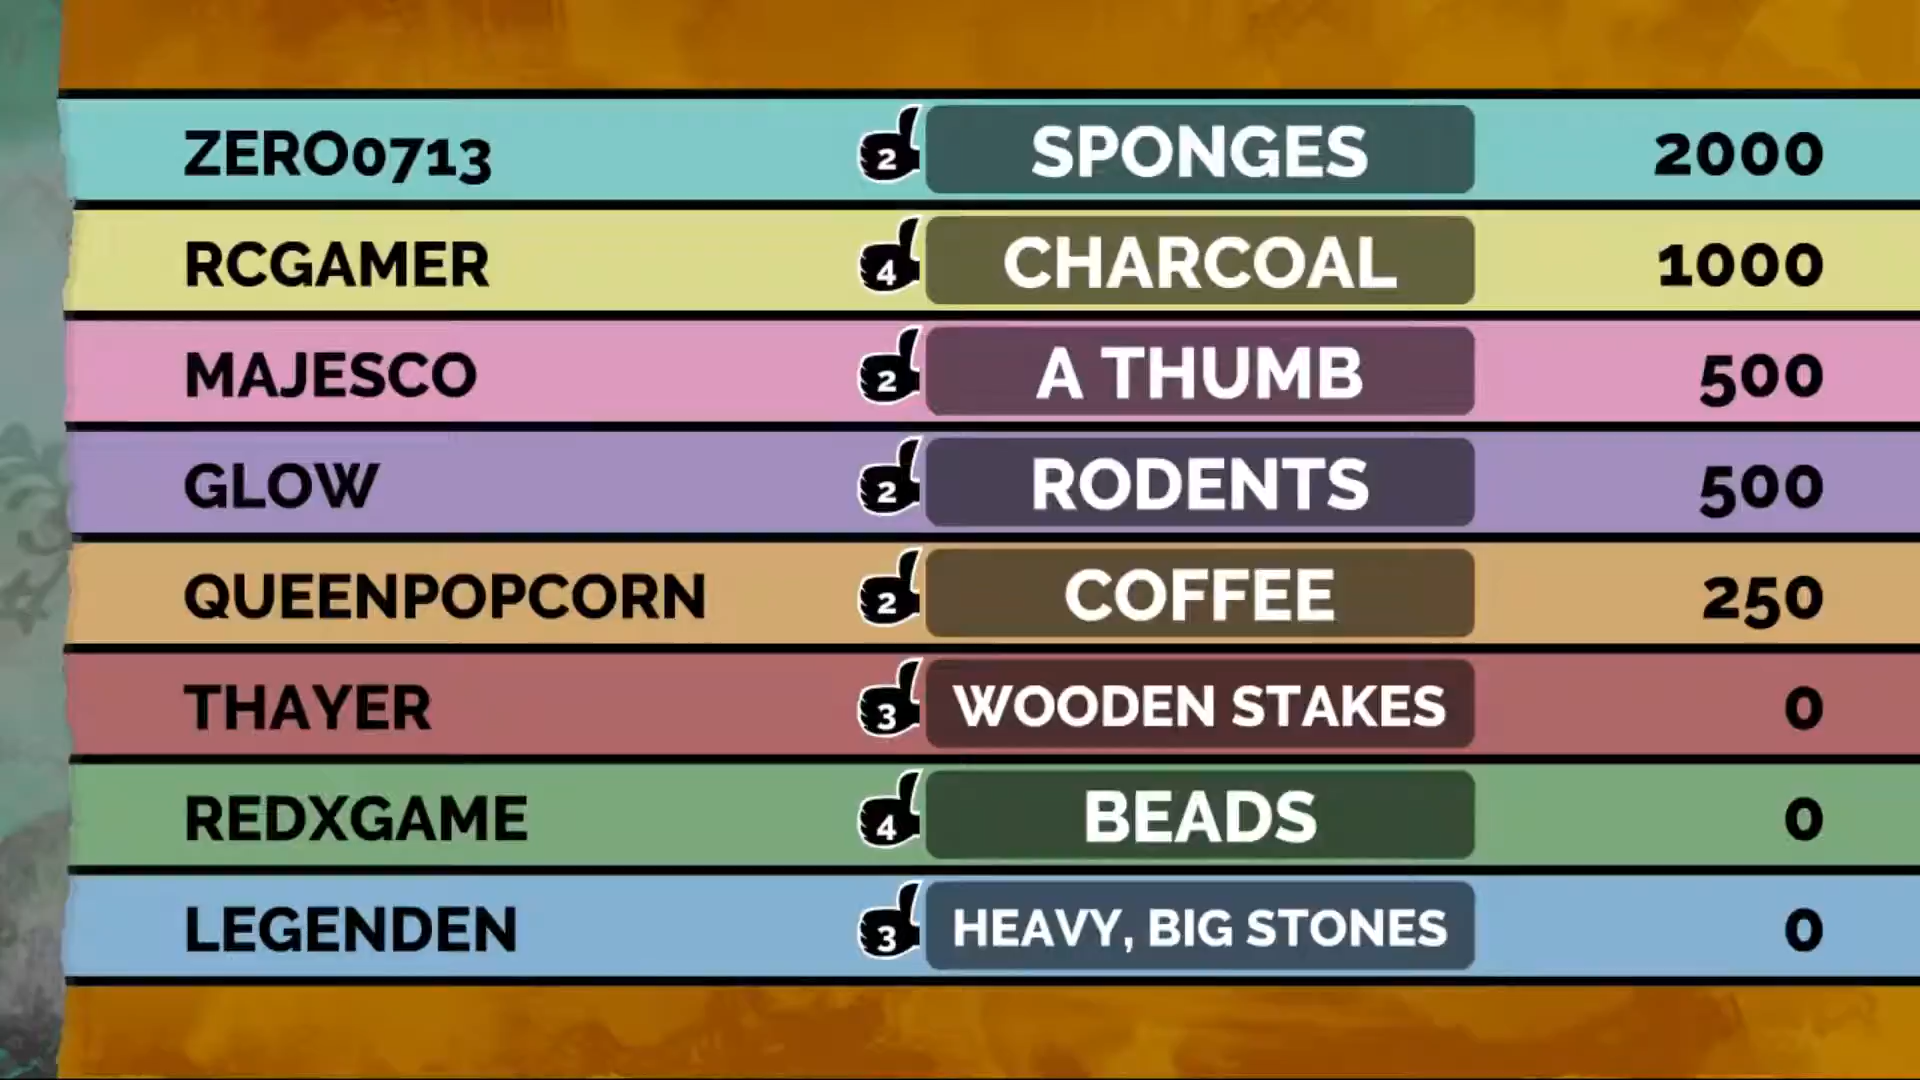 ZERO0713 2 SPONGES 2000
RCGAMER 4 CHARCOAL 1000
MAJESCO 2 A THUMB 500
GLOW 2 RODENTS 500
QUEENPOPCORN 2 COFFEE 250
THAYER 3 WOODEN STAKES 0
REDXGAME 4 BEADS 0
LEGENDEN 3 HEAVY, BIG STONES 0